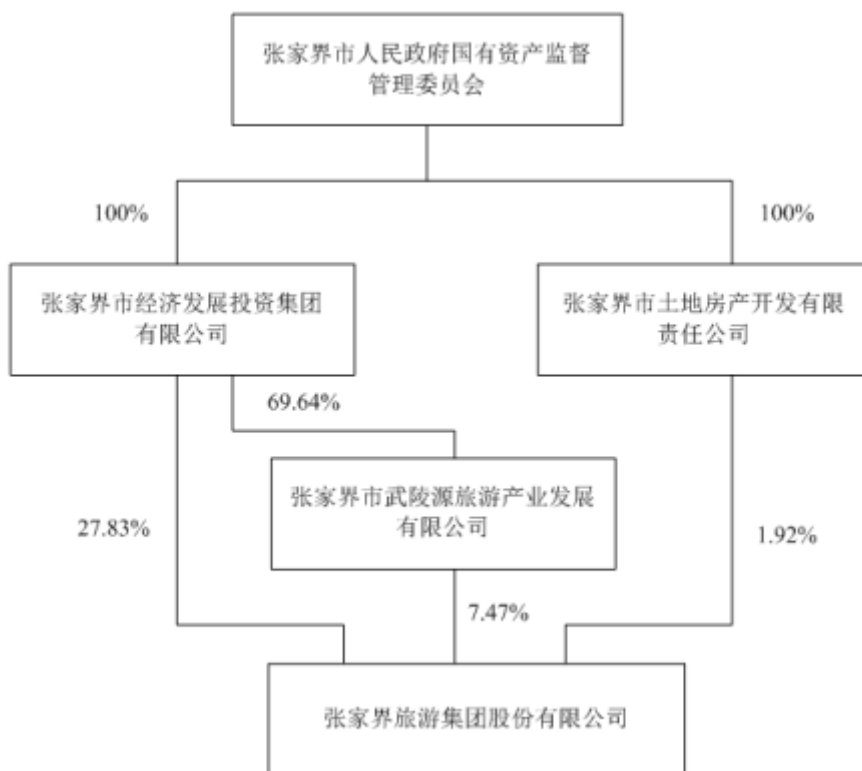 张家界市人民政府国有资产监督
管理委员会
100%
100%
张家界市经济发展投资集团
有限公司
张家界市土地房产开发有限
责任公司
69.64%
张家界市武陵源旅游产业发展
有限公司
27.83%
1.92%
7.47%
张家界旅游集团股份有限公司